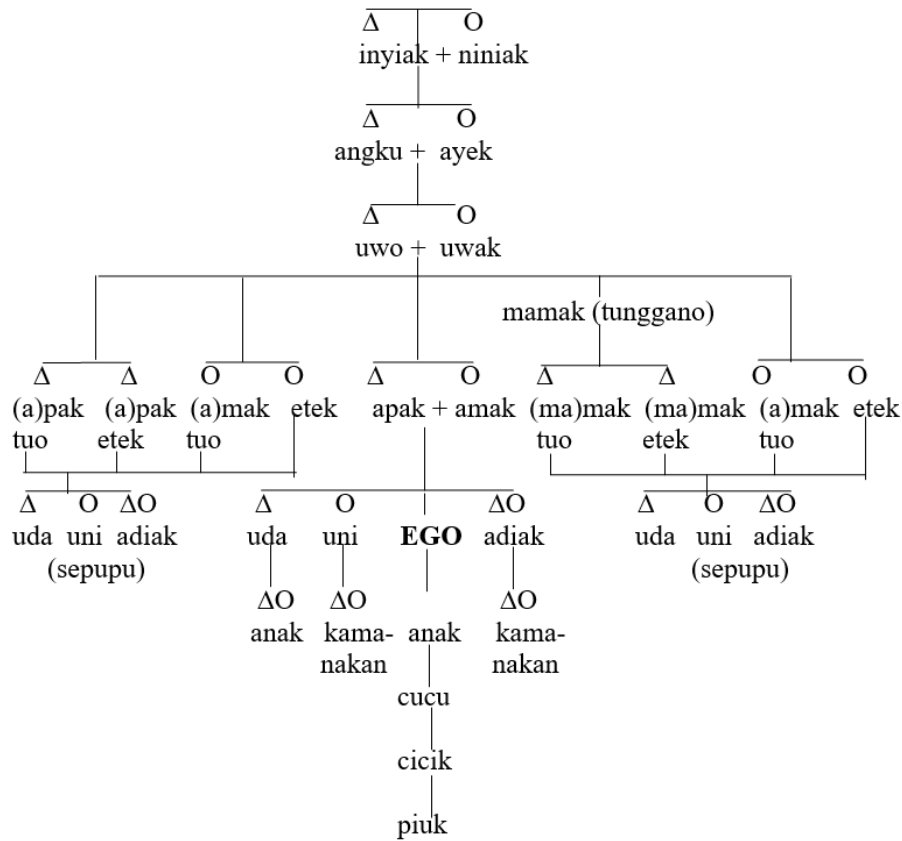 Δ O
inyiak + niniak
Δ O
angku + ayek
Δ O
uwo + uwak
mamak (tunggano)
Δ Δ O O Δ O Δ Δ O O
(a)pak (a)pak (a)mak etek apak + amak (ma)mak (ma)mak (a)mak etek
tuo etek tuo tuo etek tuo
Δ O ΔO Δ O ΔO Δ O ΔO
uda uni adiak uda uni EGO adiak uda uni adiak
(sepupu) (sepupu)
ΔO ΔO ΔO
anak kama- anak kama-
nakan nakan
cucu
cicik
piuk